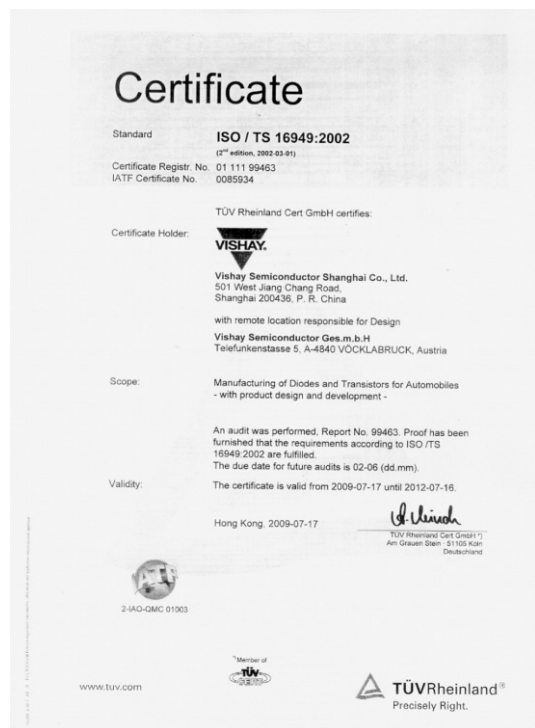 Certificate
Standard
ISO / TS 16949:2002
(2nd edition, 2002-03-01)
Certificate Registr. No. 01 111 99463
IATF Certificate No. 0085934
TÜV Rheinland Cert GmbH certifies:
Certificate Holder:
VISHAY.
Vishay Semiconductor Shanghai Co., Ltd.
501 West Jiang Chang Road,
Shanghai 200436, P. R. China
with remote location responsible for Design
Vishay Semiconductor Ges.m.b.H
Telefunkenstasse 5, A-4840 VÖCKLABRUCK, Austria
Scope:
Manufacturing of Diodes and Transistors for Automobiles
- with product design and development -
An audit was performed, Report No. 99463. Proof has been
furnished that the requirements according to ISO /TS
16949:2002 are fulfilled.
The due date for future audits is 02-06 (dd.mm).
Validity:
The certificate is valid from 2009-07-17 until 2012-07-16.
Hong Kong, 2009-07-17
TÜV Rheinland Cert GmbH *)
Am Grauen Stein · 51105 Köln
Deutschland
IATF
2-IAO-QMC 01003
*) Member of
TÜV
CERT
www.tuv.com
TÜVRheinland®
Precisely Right.